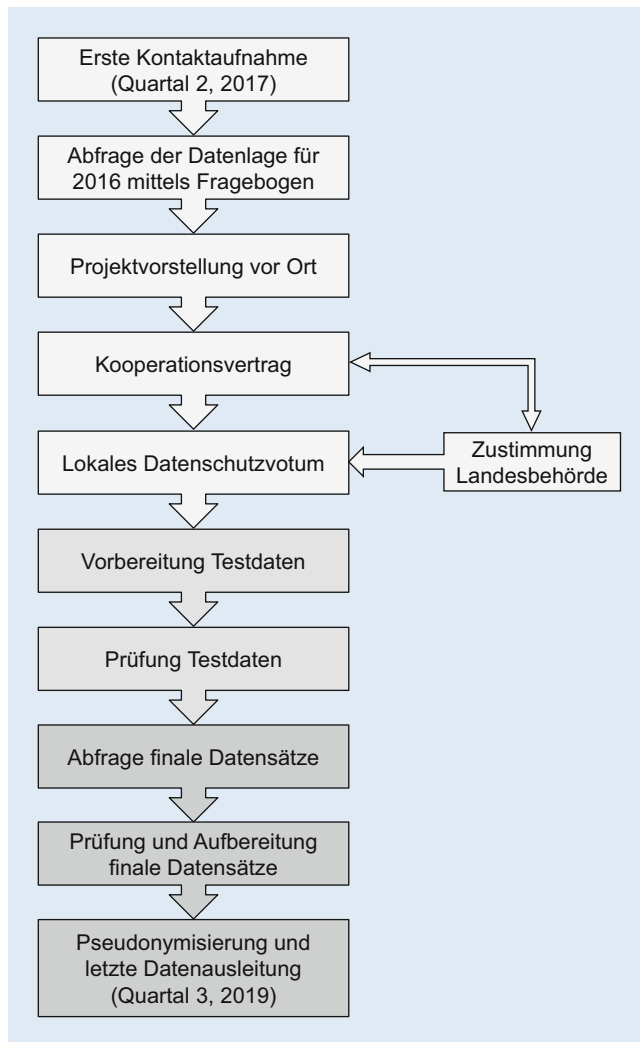 Erste Kontaktaufnahme
(Quartal 2, 2017)
Abfrage der Datenlage für
2016 mittels Fragebogen
Projektvorstellung vor Ort
Kooperationsvertrag
Lokales Datenschutzvotum
Zustimmung
Landesbehörde
Vorbereitung Testdaten
Prüfung Testdaten
Abfrage finale Datensätze
Prüfung und Aufbereitung
finale Datensätze
Pseudonymisierung und
letzte Datenausleitung
(Quartal 3, 2019)